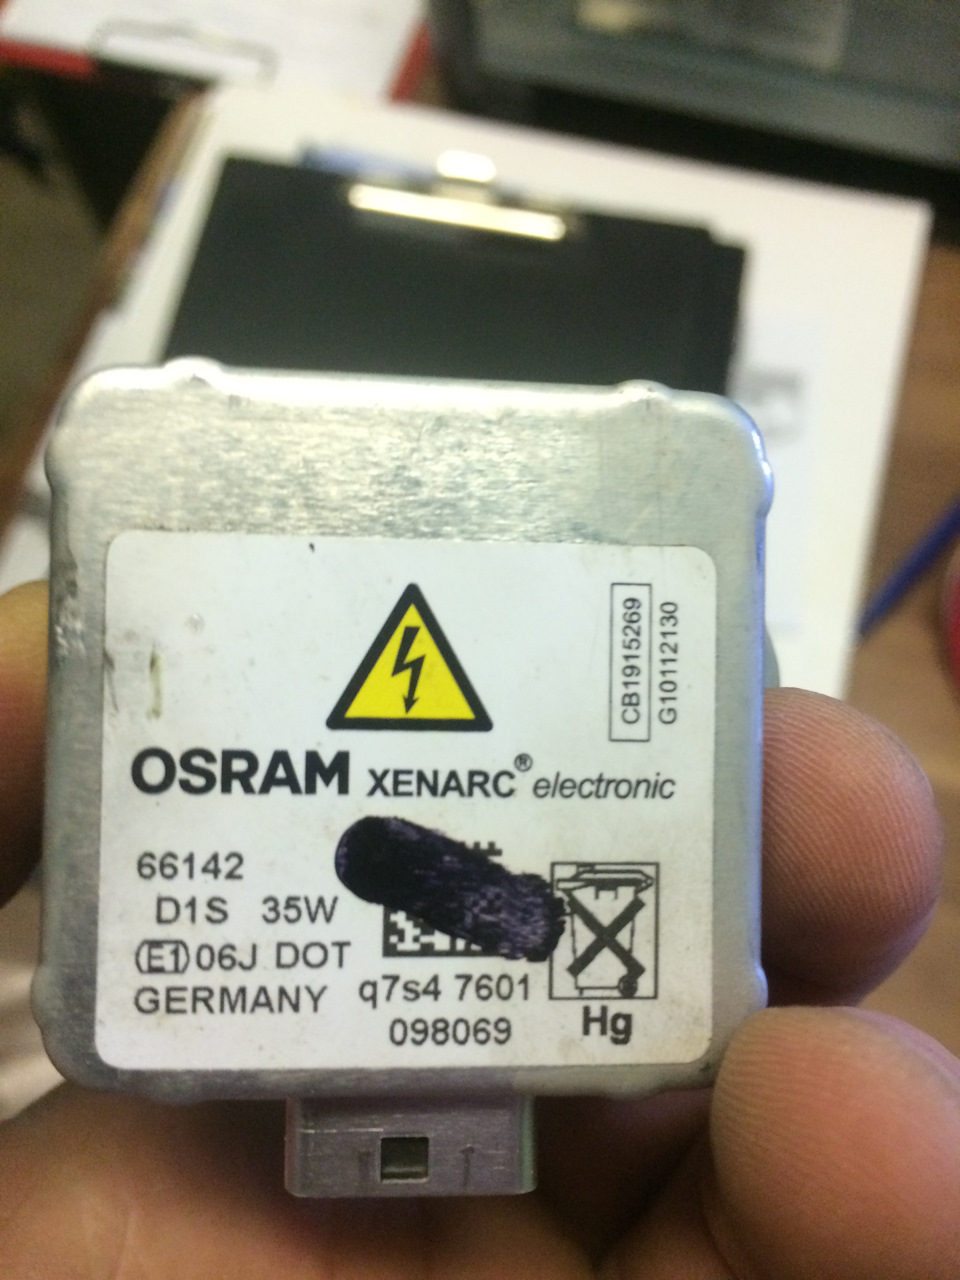 CB1915269
G10112130
OSRAM XENARC® electronic
66142
D1S 35W
E1 06J DOT
GERMANY
q7s4 7601
098069
Hg